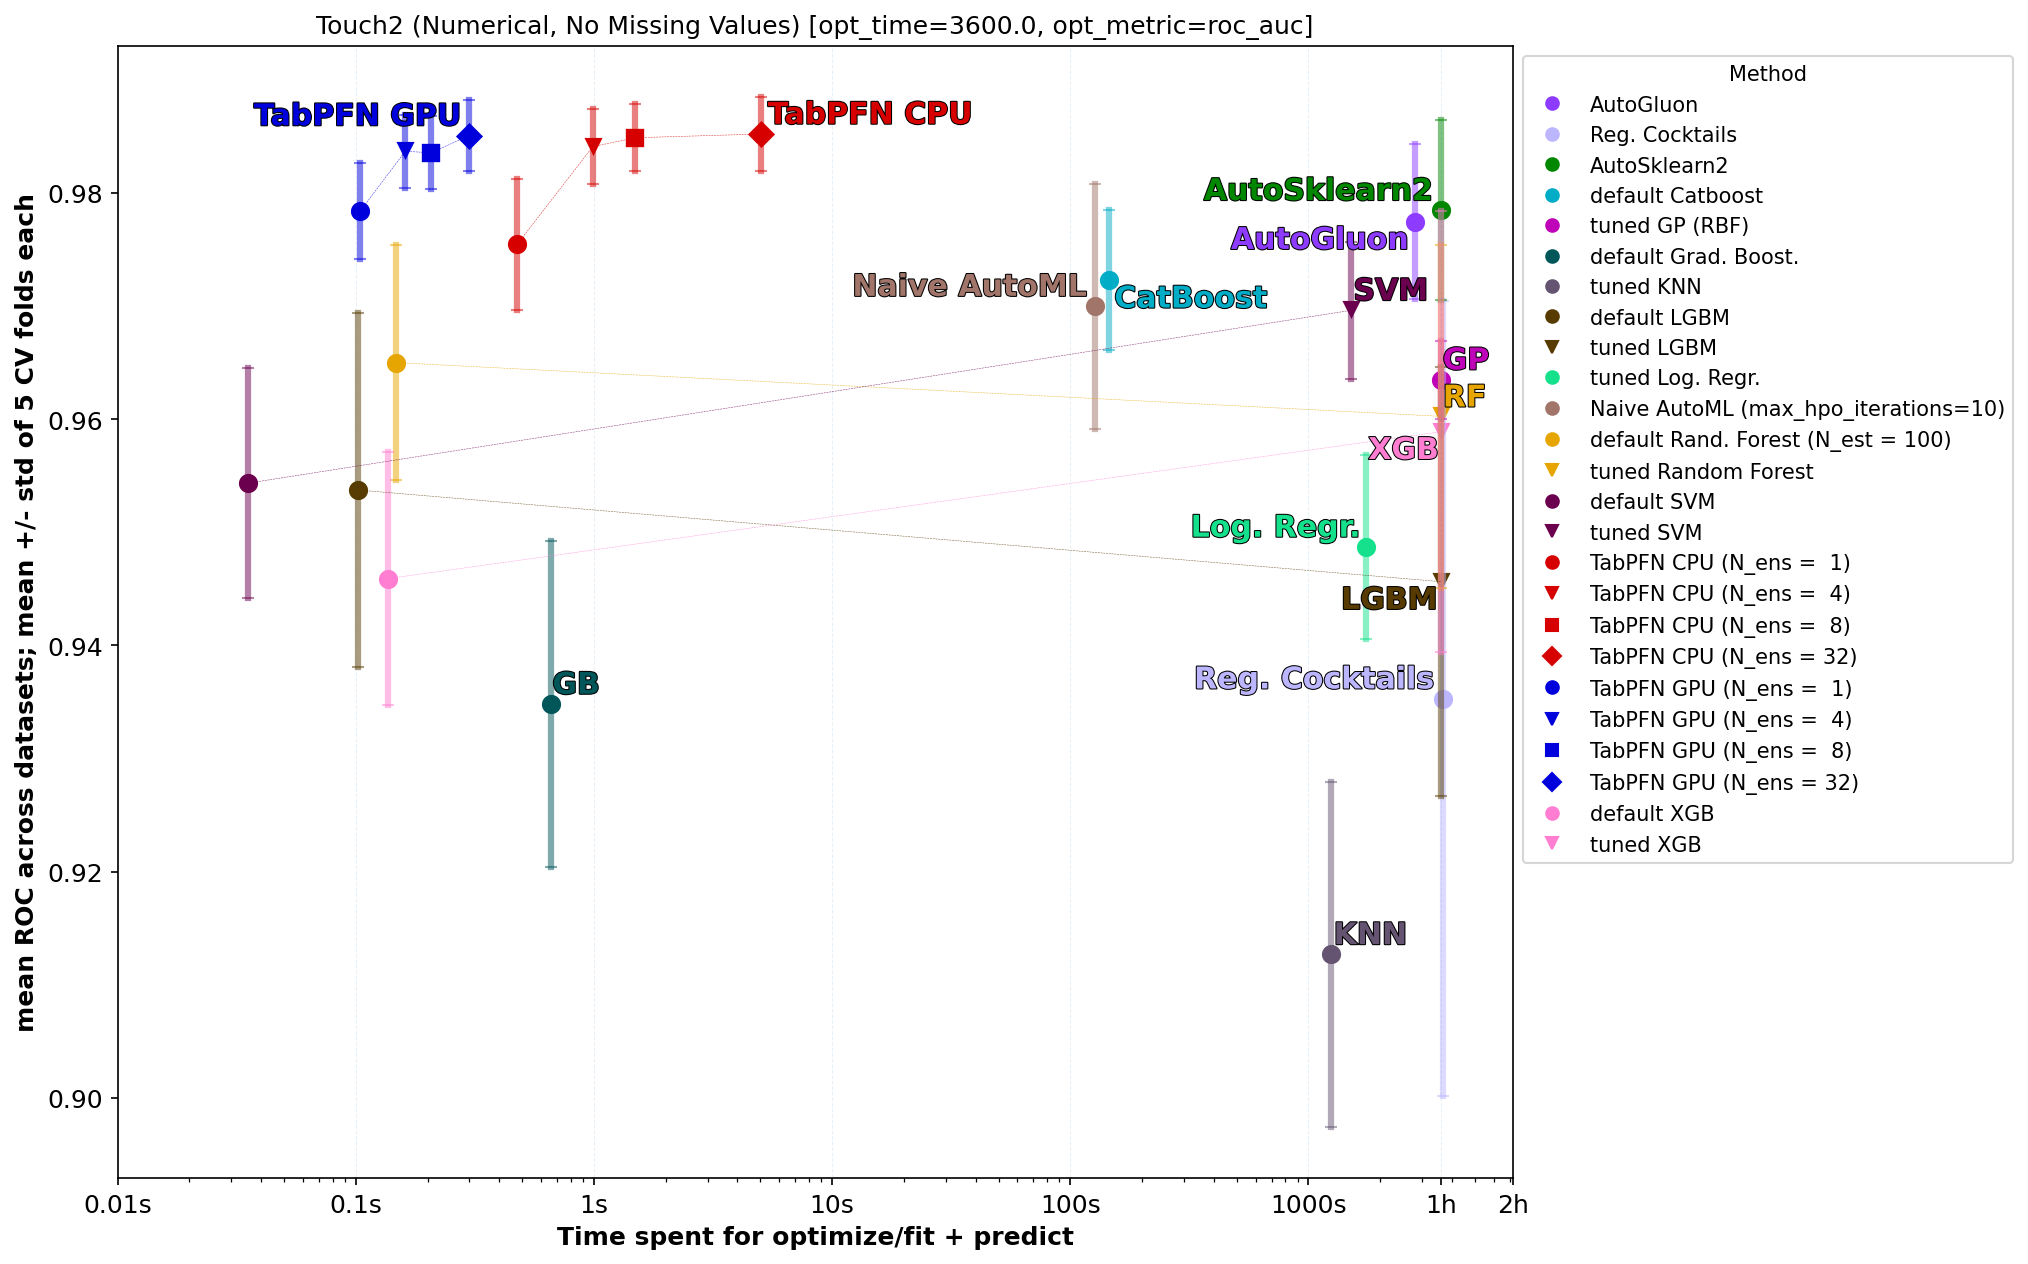 Touch2 (Numerical, No Missing Values) [opt_time=3600.0, opt_metric=roc_auc]
mean ROC across datasets; mean +/- std of 5 CV folds each
0.98
0.96
0.94
0.92
0.90
TabPFN GPU
TabPFN CPU
AutoSklearn2
AutoGluon
Naive AutoML
CatBoost
SVM
GP
RF
XGB
Log. Regr.
LGBM
Reg. Cocktails
GB
KNN
0.01s
0.1s
1s
10s
100s
1000s
1h
2h
Time spent for optimize/fit + predict
Method
AutoGluon
Reg. Cocktails
AutoSklearn2
default Catboost
tuned GP (RBF)
default Grad. Boost.
tuned KNN
default LGBM
tuned LGBM
tuned Log. Regr.
Naive AutoML (max_hpo_iterations=10)
default Rand. Forest (N_est = 100)
tuned Random Forest
default SVM
tuned SVM
TabPFN CPU (N_ens =  1)
TabPFN CPU (N_ens =  4)
TabPFN CPU (N_ens =  8)
TabPFN CPU (N_ens = 32)
TabPFN GPU (N_ens =  1)
TabPFN GPU (N_ens =  4)
TabPFN GPU (N_ens =  8)
TabPFN GPU (N_ens = 32)
default XGB
tuned XGB